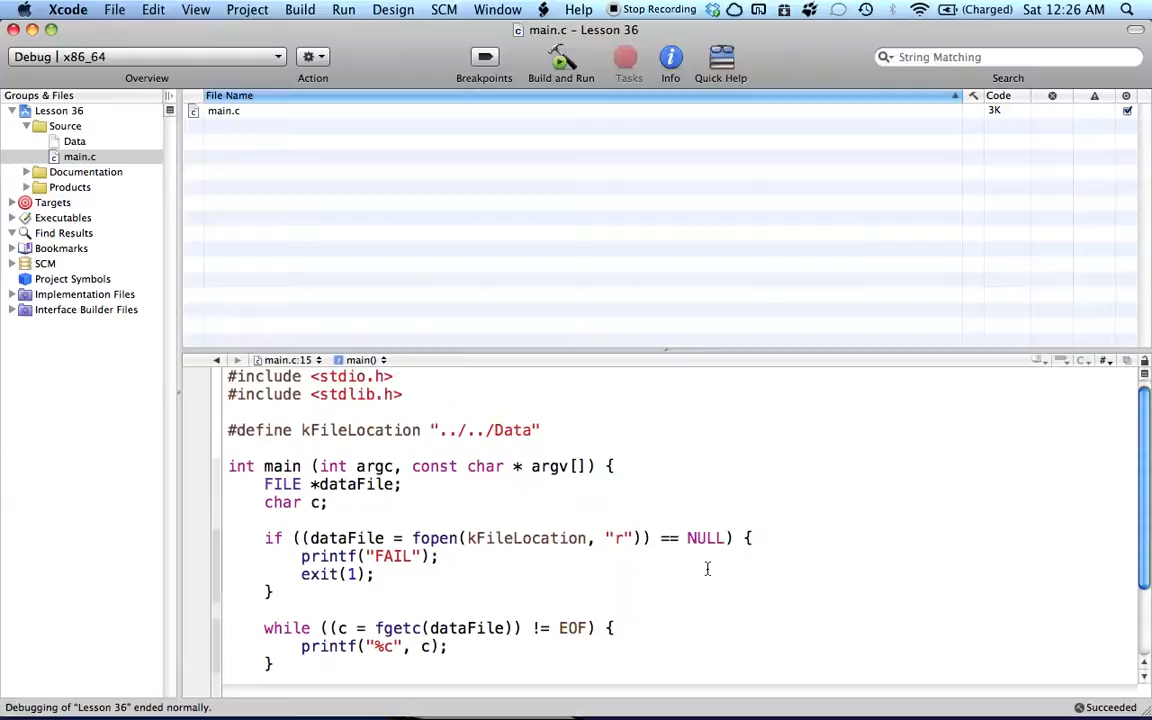 Xcode File Edit View Project Build Run Design SCM Window Help Stop Recording (Charged) Sat 12:26 AM
main.c - Lesson 36
Debug | x86_64
String Matching
Overview Action Breakpoints Build and Run Tasks Info Quick Help Search
Groups & Files
File Name Code
Lesson 36
main.c 3K
Source
Data
main.c
Documentation
Products
Targets
Executables
Find Results
Bookmarks
SCM
Project Symbols
Implementation Files
Interface Builder Files
main.c:15 main() C #
#include <stdio.h>
#include <stdlib.h>
#define kFileLocation "../../Data"
int main (int argc, const char * argv[]) {
FILE *dataFile;
char c;
if ((dataFile = fopen(kFileLocation, "r")) == NULL) {
printf("FAIL");
exit(1);
}
while ((c = fgetc(dataFile)) != EOF) {
printf("%c", c);
}
Debugging of "Lesson 36" ended normally. Succeeded